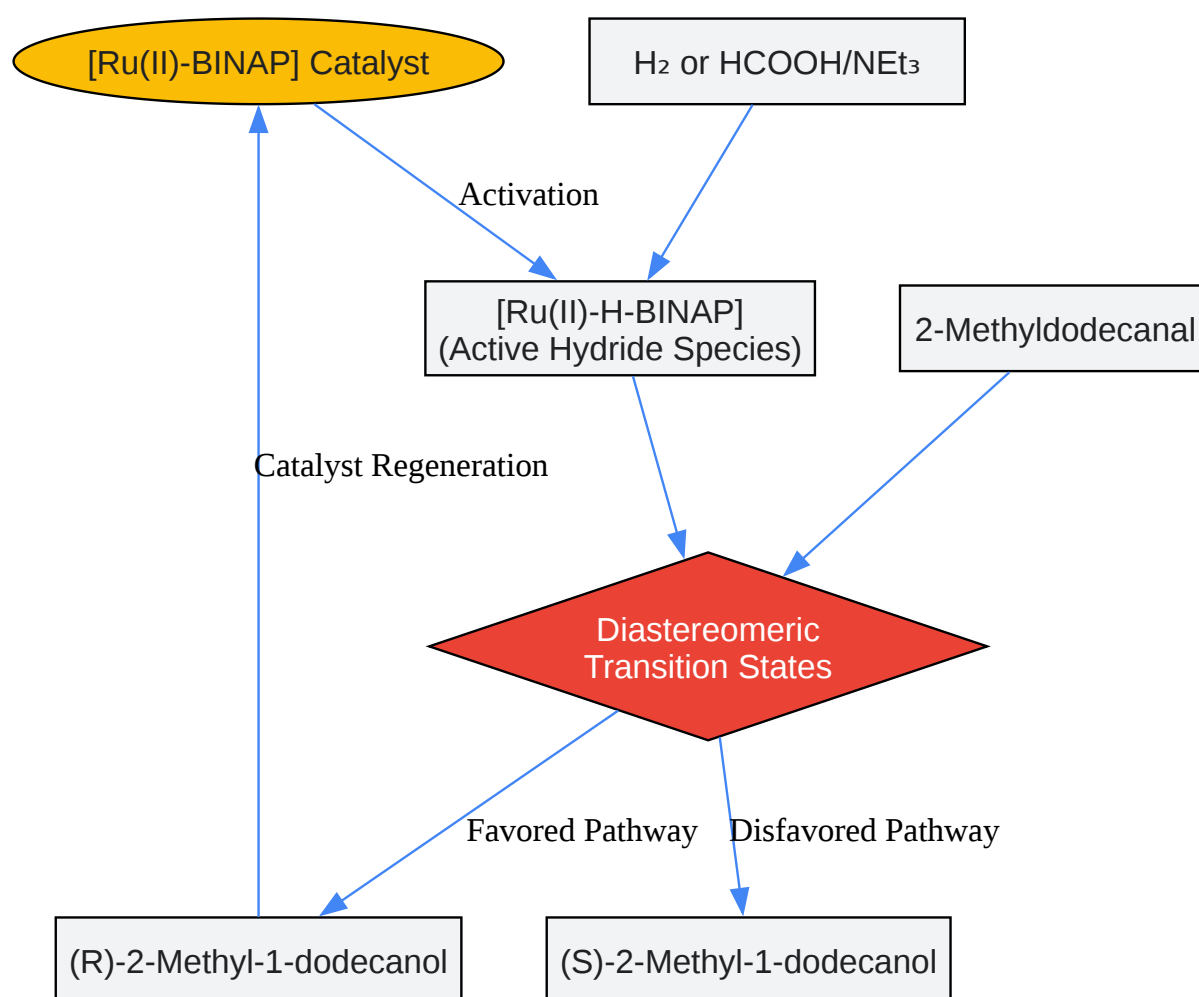 [Ru(II)-BINAP] Catalyst
H₂ or HCOOH/NEt₃
Activation
[Ru(II)-H-BINAP]
(Active Hydride Species)
2-Methyldodecanal
Catalyst Regeneration
Diastereomeric
Transition States
Favored Pathway
Disfavored Pathway
(R)-2-Methyl-1-dodecanol
(S)-2-Methyl-1-dodecanol